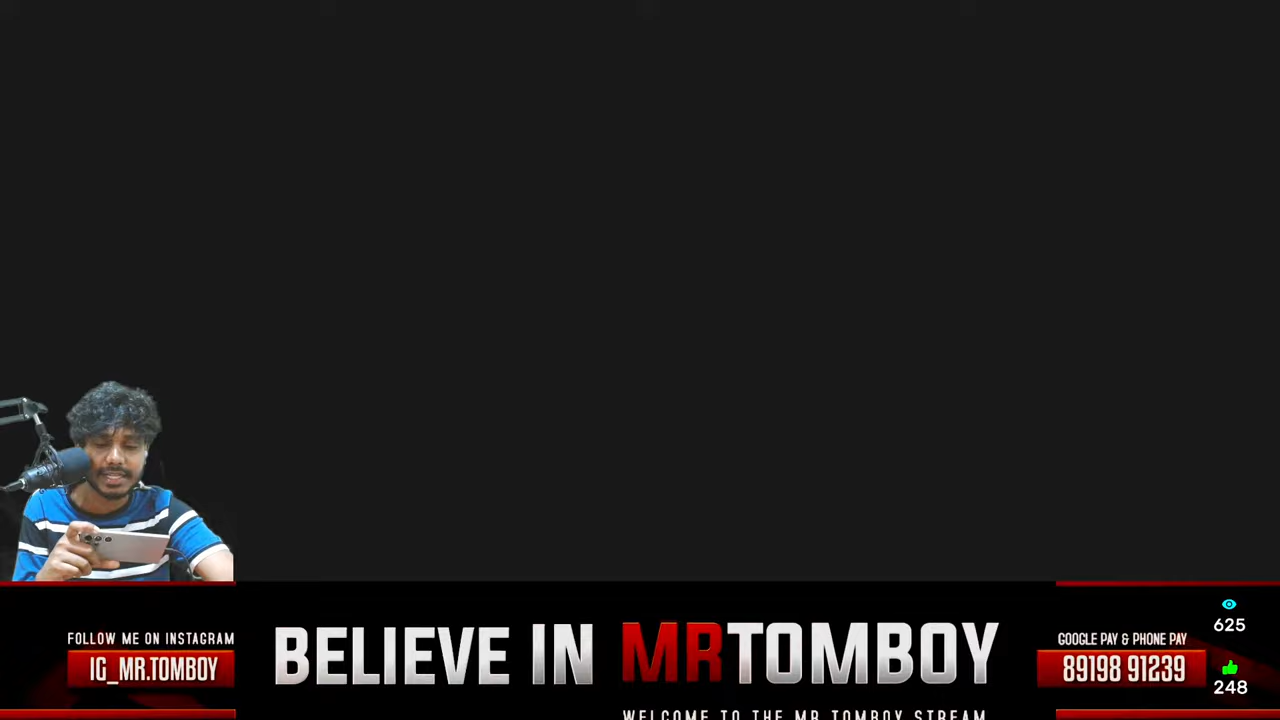 FOLLOW ME ON INSTAGRAM
IG_MR.TOMBOY
BELIEVE IN MRTOMBOY
WELCOME TO THE MR TOMBOY STREAM
GOOGLE PAY & PHONE PAY
89198 91239
625
248